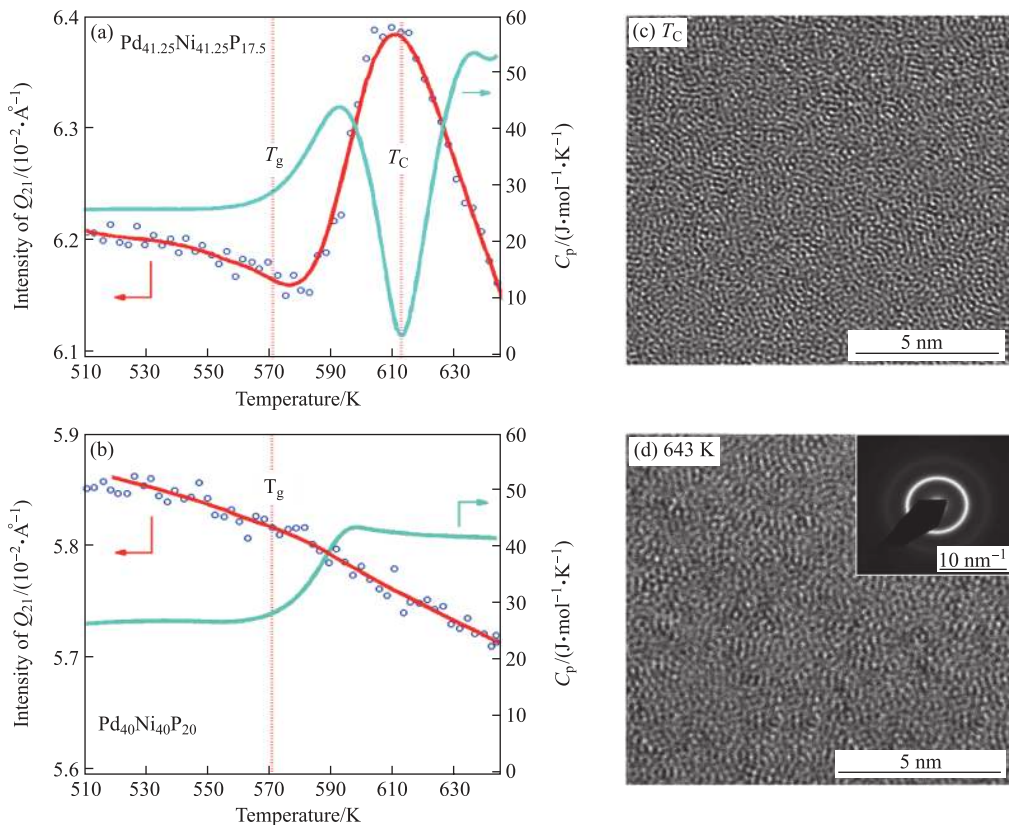 (a)
Pd41.25Ni41.25P17.5
6.4
6.3
6.2
6.1
Intensity of Q21/(10−2•Å−1)
Tg
TC
60
50
40
30
20
10
0
Cp/(J•mol−1•K−1)
510
530
550
570
590
610
630
Temperature/K
(b)
Pd40Ni40P20
5.9
5.8
5.7
5.6
Intensity of Q21/(10−2•Å−1)
Tg
60
50
40
30
20
10
0
Cp/(J•mol−1•K−1)
510
530
550
570
590
610
630
Temperature/K
(c) TC
5 nm
(d) 643 K
10 nm−1
5 nm